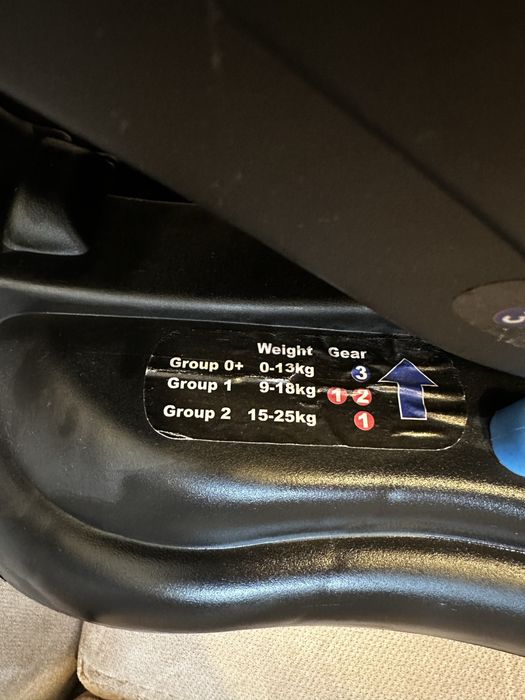 Weight Gear
Group 0+ 0-13kg 3
Group 1 9-18kg 1 2
Group 2 15-25kg 1